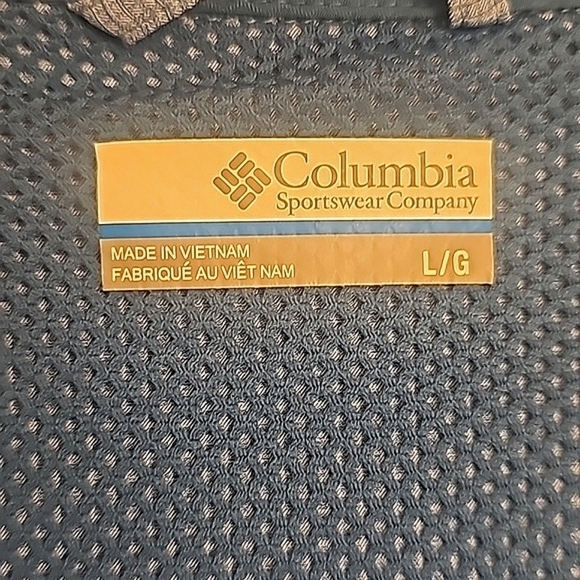 Columbia
Sportswear Company
MADE IN VIETNAM
FABRIQUÉ AU VIÊT NAM
L/G